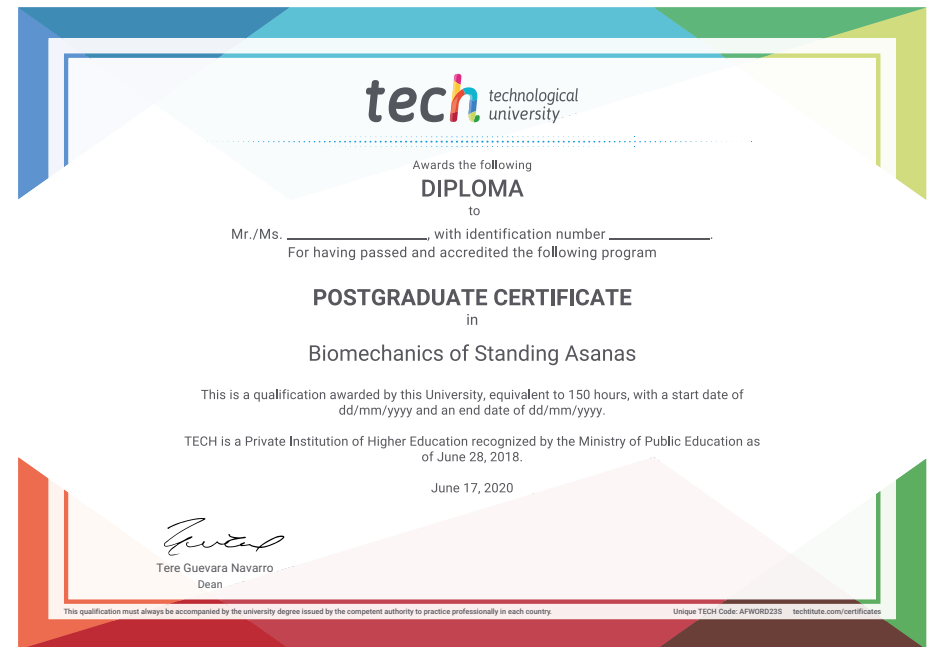 tech technological
university
Awards the following
DIPLOMA
to
Mr./Ms. __________________, with identification number _____________.
For having passed and accredited the following program
POSTGRADUATE CERTIFICATE
in
Biomechanics of Standing Asanas
This is a qualification awarded by this University, equivalent to 150 hours, with a start date of
dd/mm/yyyy and an end date of dd/mm/yyyy.
TECH is a Private Institution of Higher Education recognized by the Ministry of Public Education as
of June 28, 2018.
June 17, 2020
Tere Guevara Navarro
Dean
This qualification must always be accompanied by the university degree issued by the competent authority to practice professionally in each country. Unique TECH Code: AFWORD23S techtitute.com/certificates